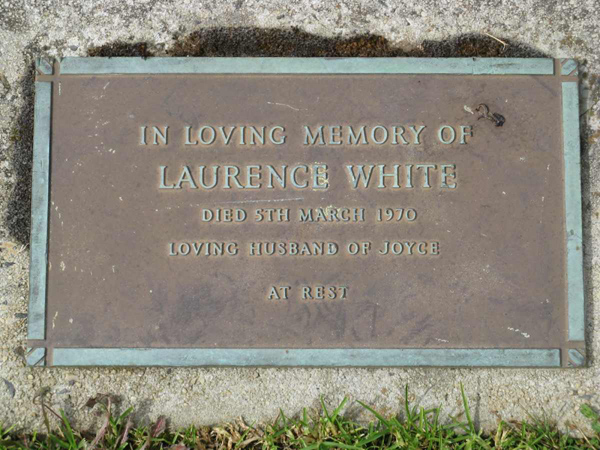 IN LOVING MEMORY OF
LAURENCE WHITE
DIED 5TH MARCH 1970
LOVING HUSBAND OF JOYCE
AT REST